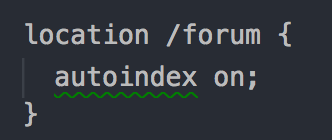 location /forum {
autoindex on;
}